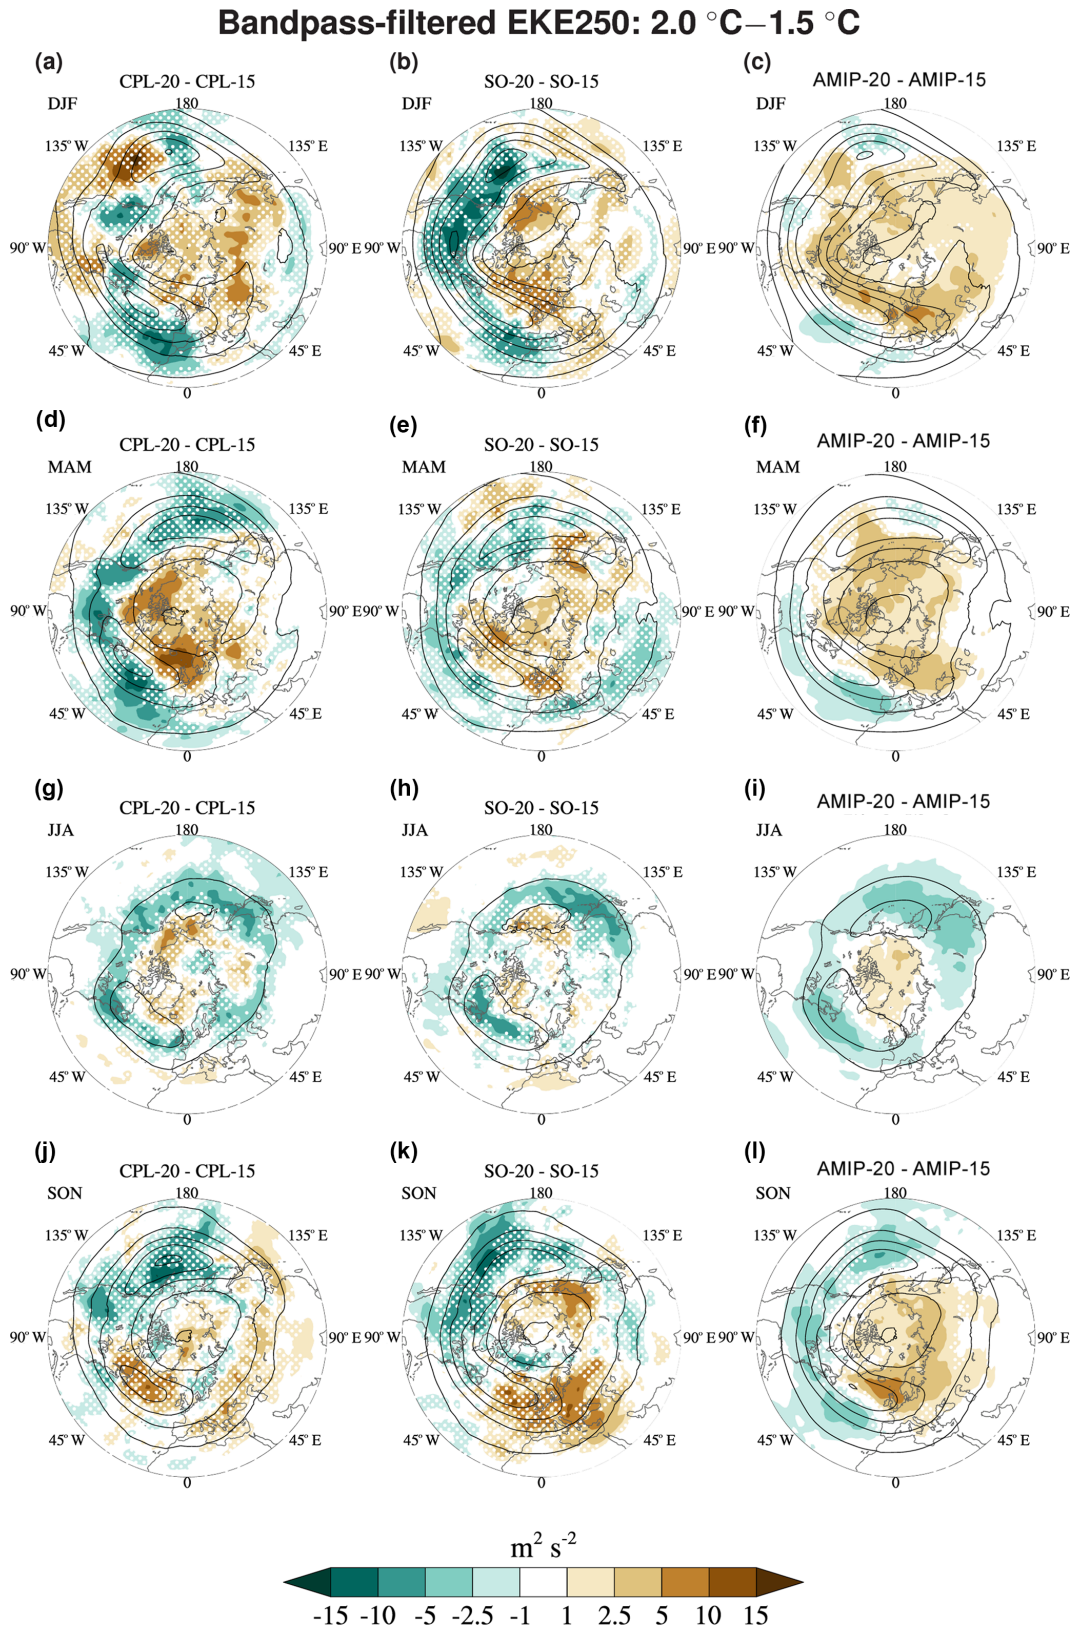 Bandpass-filtered EKE250: 2.0 °C−1.5 °C
(a) (b) (c)
CPL-20 - CPL-15 SO-20 - SO-15 AMIP-20 - AMIP-15
DJF 180 DJF 180 DJF 180
135° W 135° E 135° W 135° E 135° W 135° E
90° W 90° E 90° W 90° E 90° W 90° E
45° W 45° E 45° W 45° E 45° W 45° E
0 0 0
(d) (e) (f)
CPL-20 - CPL-15 SO-20 - SO-15 AMIP-20 - AMIP-15
MAM 180 MAM 180 MAM 180
135° W 135° E 135° W 135° E 135° W 135° E
90° W 90° E 90° W 90° E 90° W 90° E
45° W 45° E 45° W 45° E 45° W 45° E
0 0 0
(g) (h) (i)
CPL-20 - CPL-15 SO-20 - SO-15 AMIP-20 - AMIP-15
JJA 180 JJA 180 JJA 180
135° W 135° E 135° W 135° E 135° W 135° E
90° W 90° E 90° W 90° E 90° W 90° E
45° W 45° E 45° W 45° E 45° W 45° E
0 0 0
(j) (k) (l)
CPL-20 - CPL-15 SO-20 - SO-15 AMIP-20 - AMIP-15
SON 180 SON 180 SON 180
135° W 135° E 135° W 135° E 135° W 135° E
90° W 90° E 90° W 90° E 90° W 90° E
45° W 45° E 45° W 45° E 45° W 45° E
0 0 0
m² s⁻²
-15 -10 -5 -2.5 -1 1 2.5 5 10 15